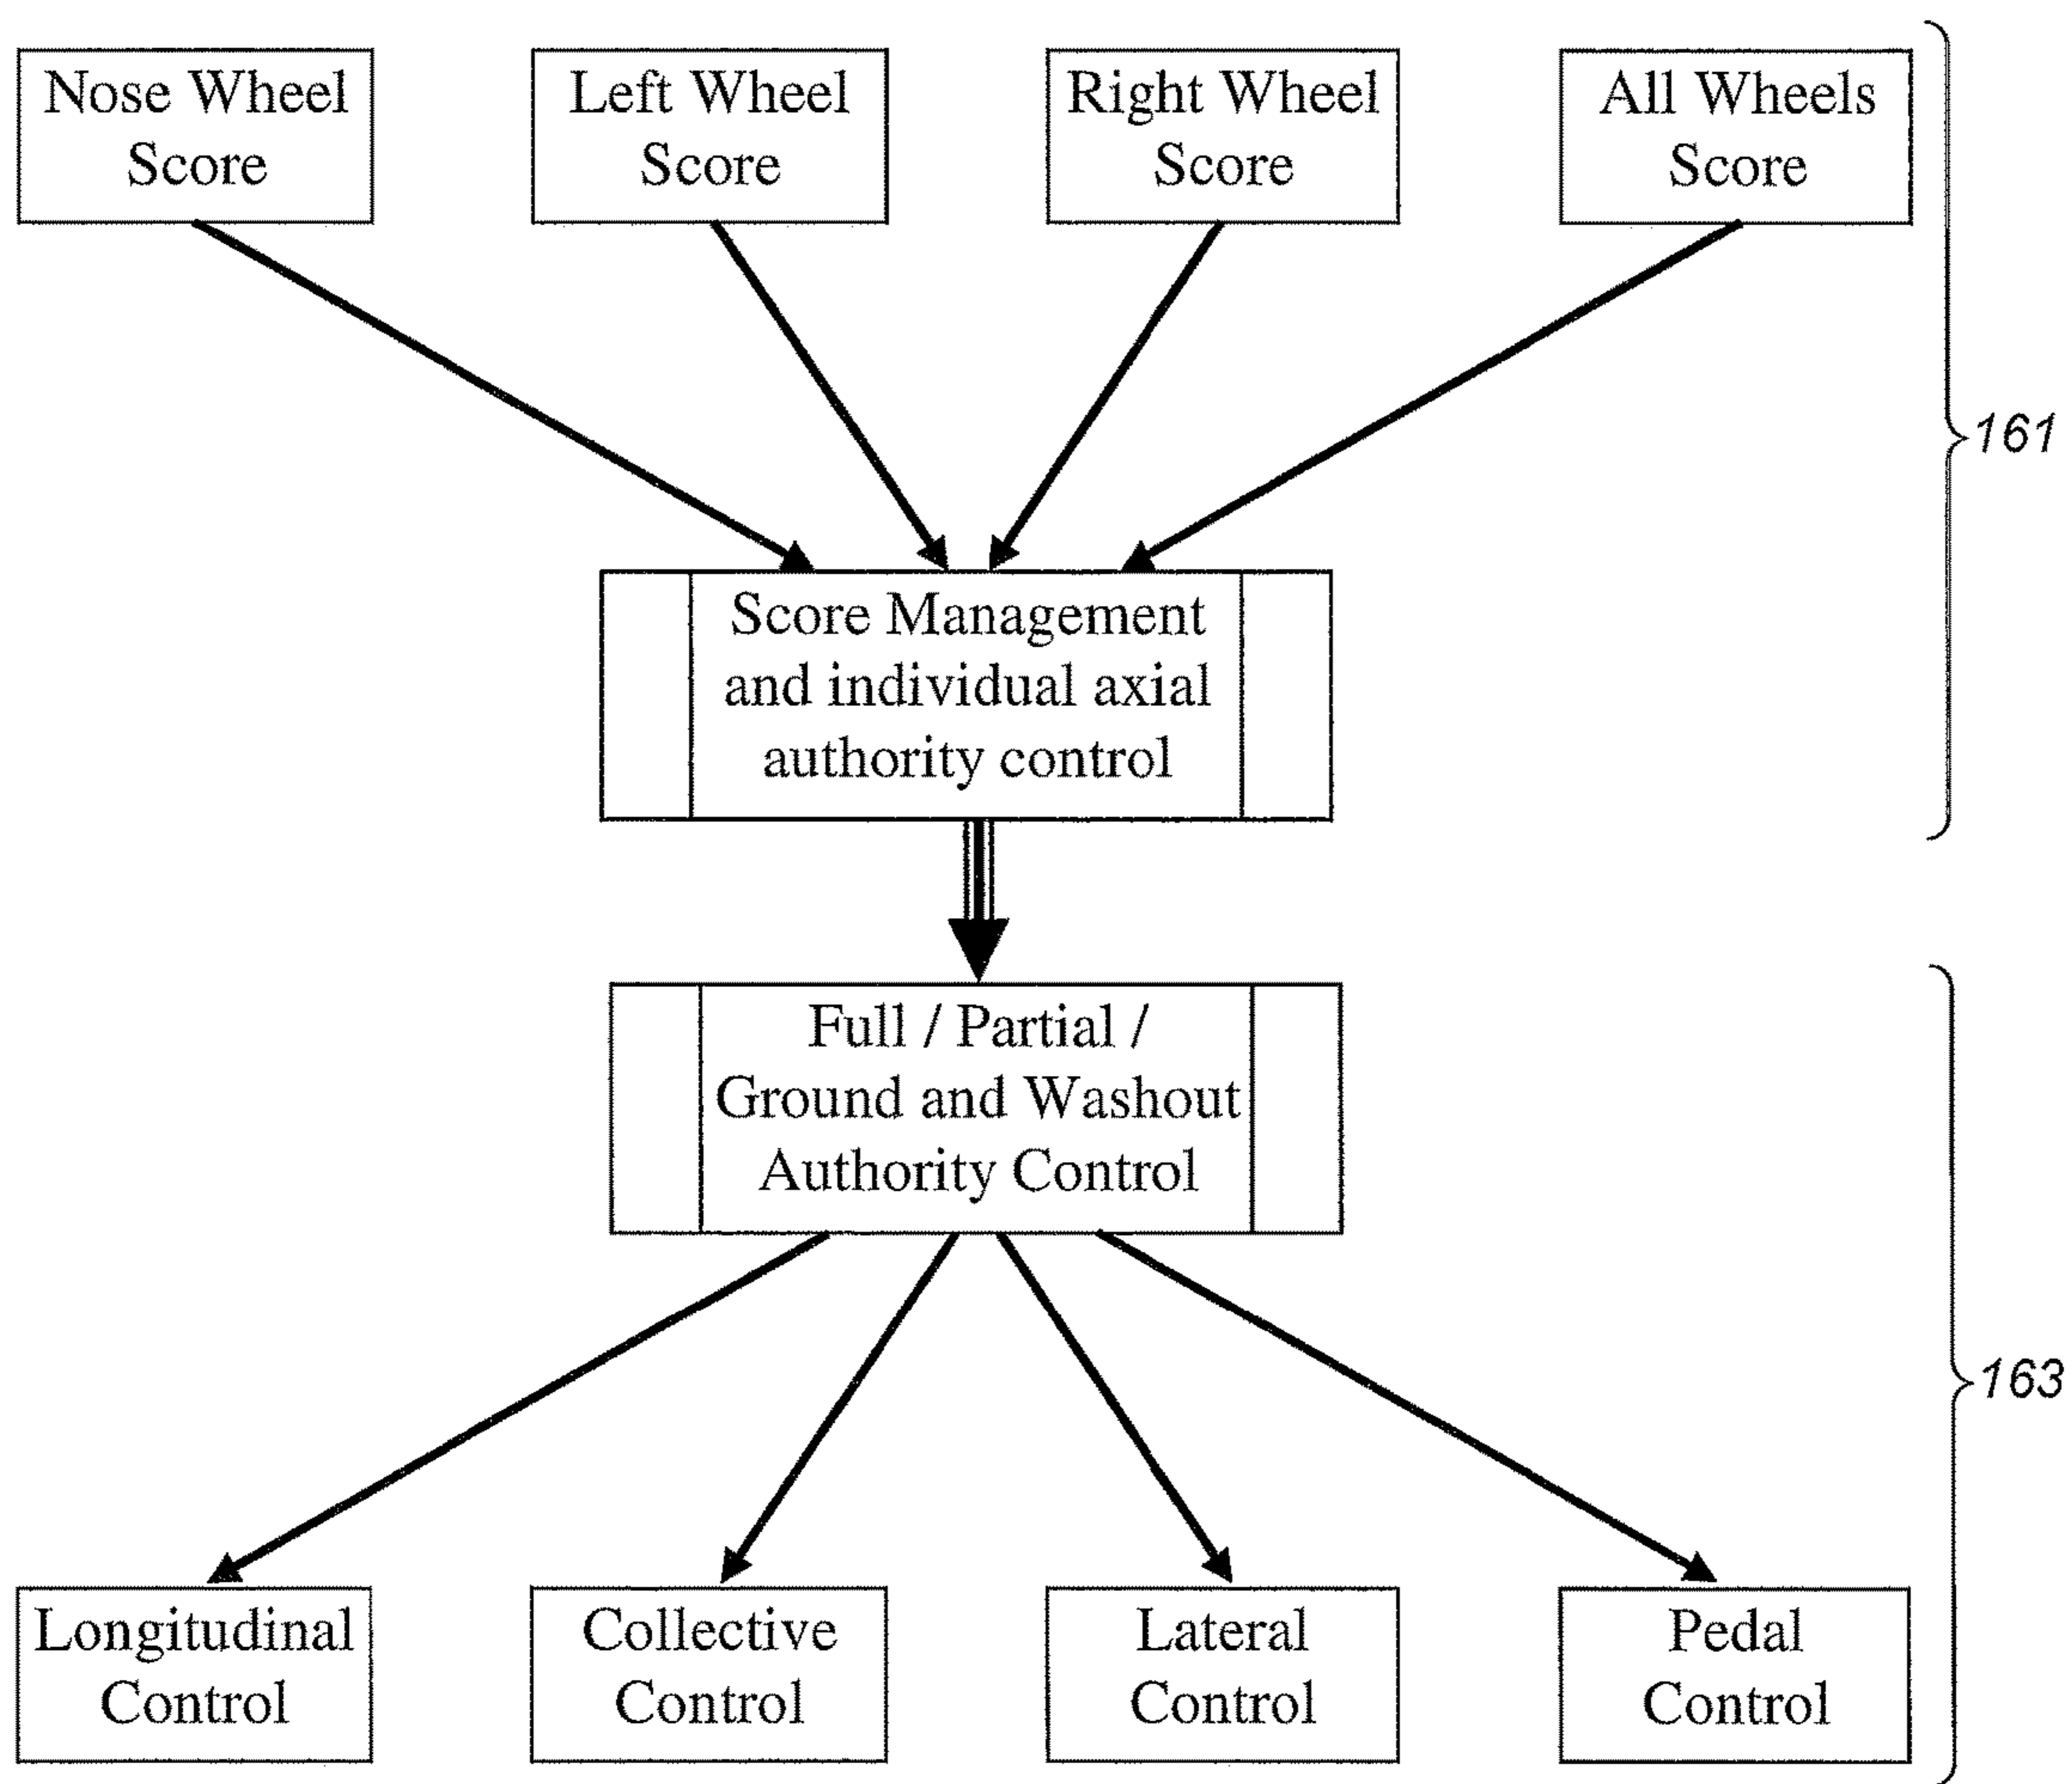 Nose Wheel
Score
Left Wheel
Score
Right Wheel
Score
All Wheels
Score
161
Score Management
and individual axial
authority control
Full / Partial /
Ground and Washout
Authority Control
163
Longitudinal
Control
Collective
Control
Lateral
Control
Pedal
Control